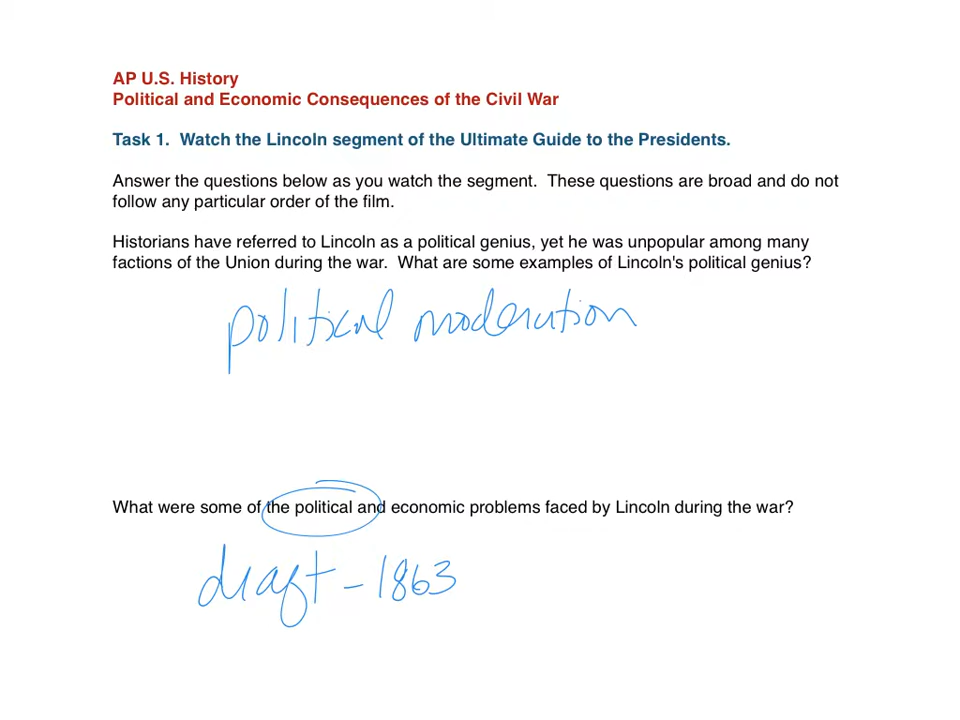 AP U.S. History
Political and Economic Consequences of the Civil War
Task 1.  Watch the Lincoln segment of the Ultimate Guide to the Presidents.
Answer the questions below as you watch the segment.  These questions are broad and do not
follow any particular order of the film.
Historians have referred to Lincoln as a political genius, yet he was unpopular among many
factions of the Union during the war.  What are some examples of Lincoln's political genius?
political moderation
What were some of the political and economic problems faced by Lincoln during the war?
draft - 1863